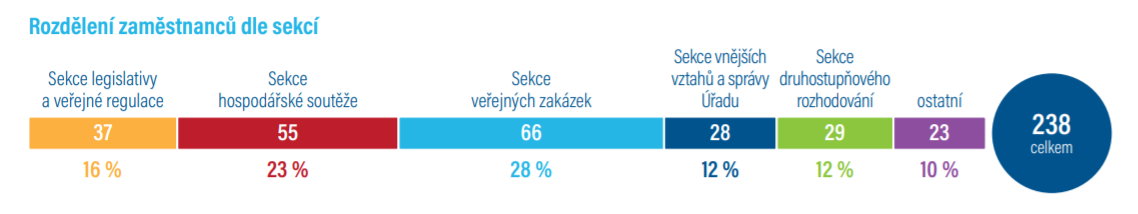 Rozdělení zaměstnanců dle sekcí
Sekce legislativy
a veřejné regulace
37
16 %
Sekce
hospodářské soutěže
55
23 %
Sekce
veřejných zakázek
66
28 %
Sekce vnějších
vztahů a správy
Úřadu
28
12 %
Sekce
druhostupňového
rozhodování
29
12 %
ostatní
23
10 %
238
celkem